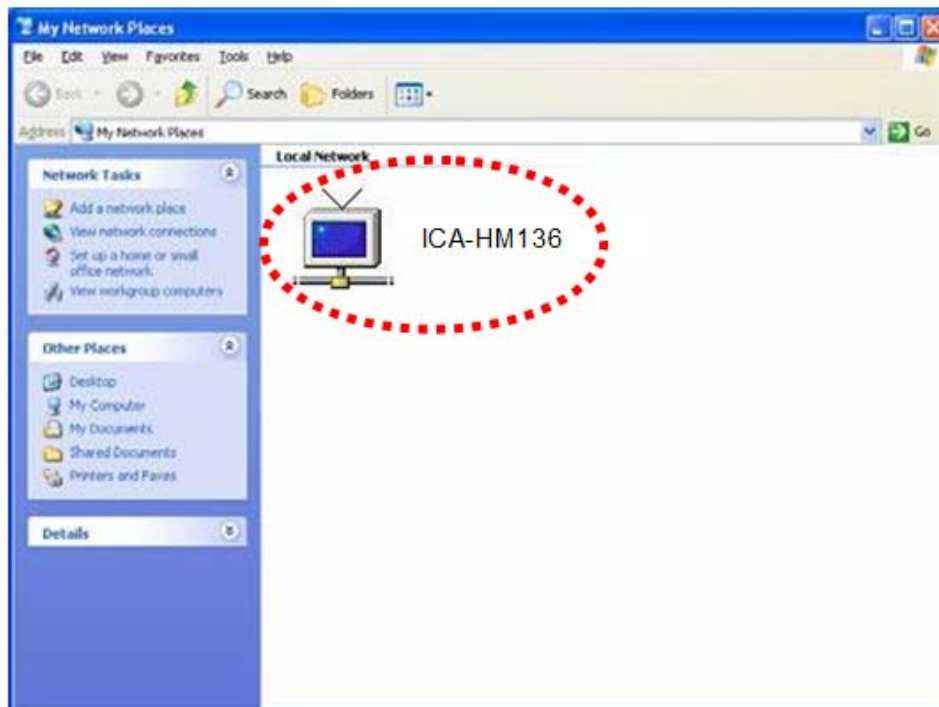 My Network Places
File Edit View Favorites Tools Help
Back Search Folders
Address My Network Places Go
Local Network
Network Tasks
Add a network place
View network connections
Set up a home or small
office network
View workgroup computers
ICA-HM136
Other Places
Desktop
My Computer
My Documents
Shared Documents
Printers and Faxes
Details